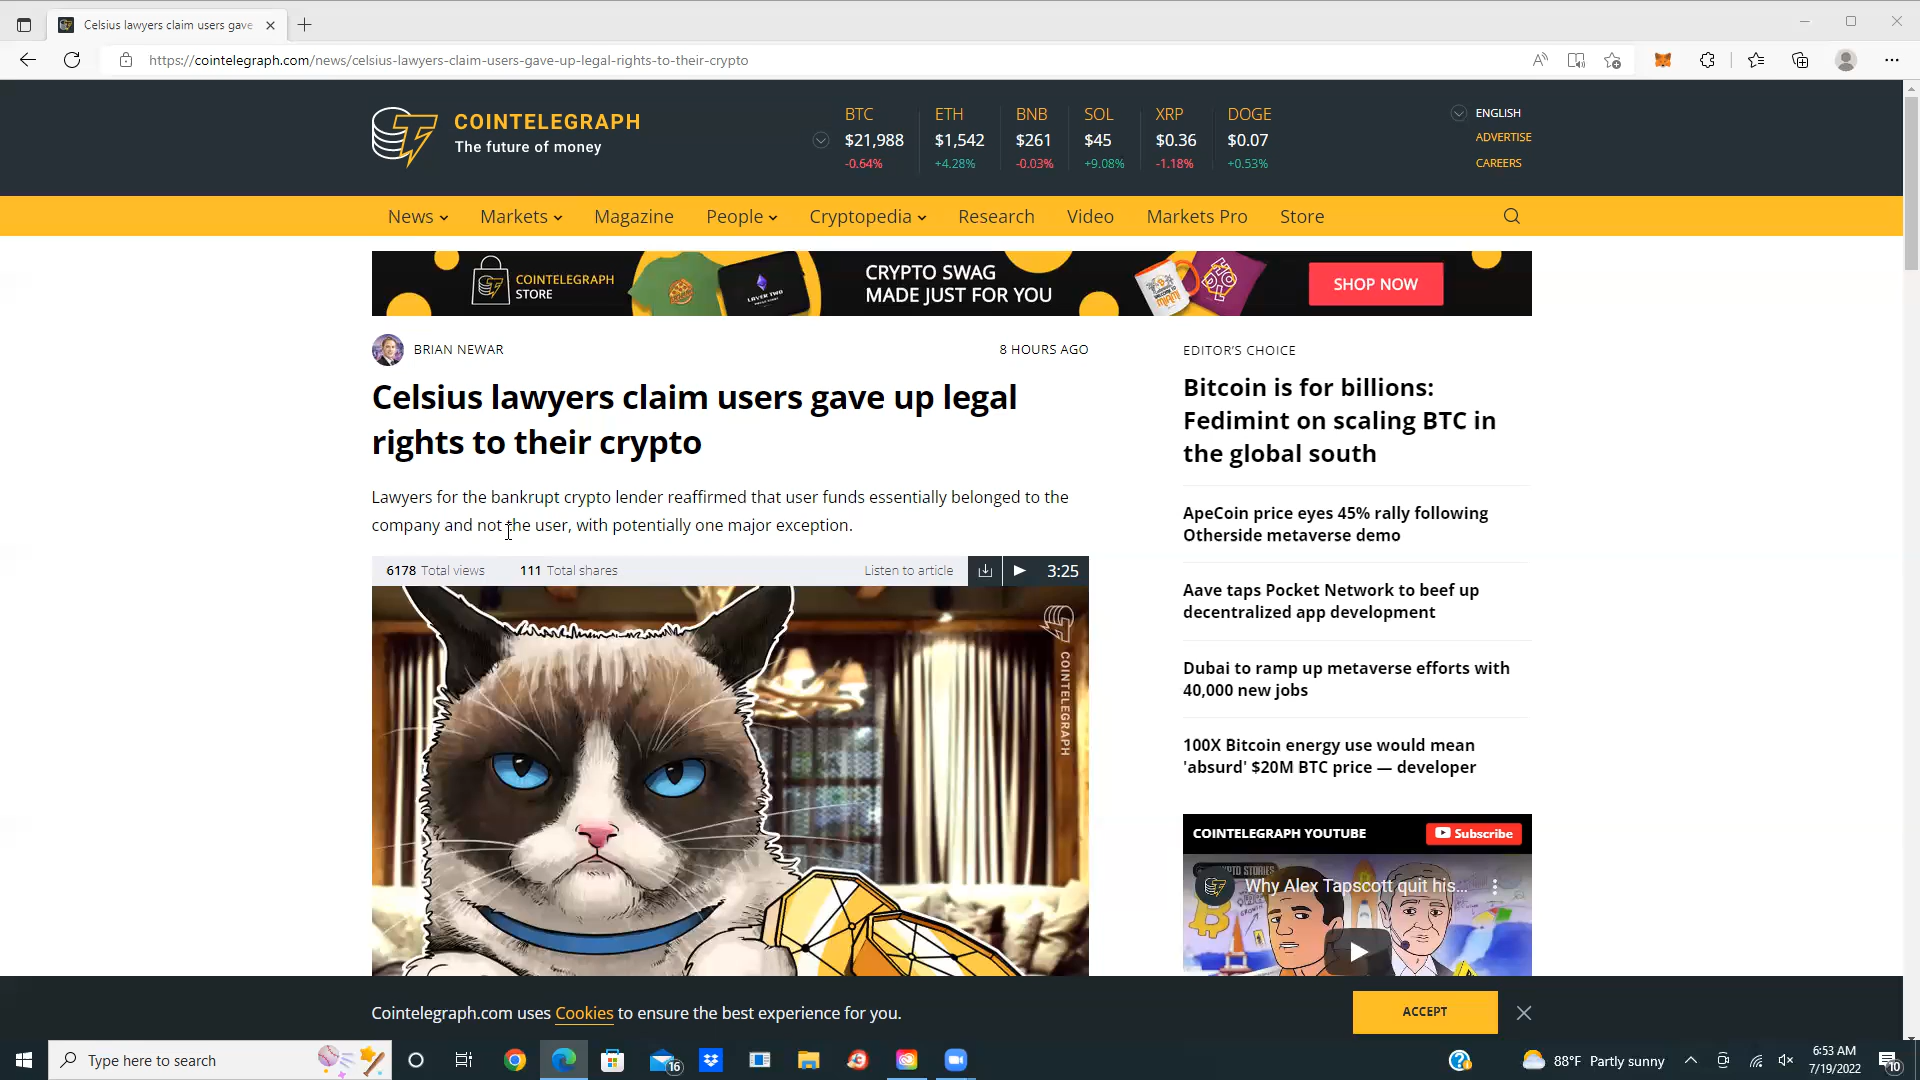 Celsius lawyers claim users gave
https://cointelegraph.com/news/celsius-lawyers-claim-users-gave-up-legal-rights-to-their-crypto
COINTELEGRAPH
The future of money
BTC ETH BNB SOL XRP DOGE
$21,988 $1,542 $261 $45 $0.36 $0.07
-0.64% +4.28% -0.03% +9.08% -1.18% +0.53%
ENGLISH
ADVERTISE
CAREERS
News Markets Magazine People Cryptopedia Research Video Markets Pro Store
COINTELEGRAPH
STORE
LAYER TWO
CRYPTO SWAG
MADE JUST FOR YOU
SHOP NOW
BRIAN NEWAR
8 HOURS AGO
Celsius lawyers claim users gave up legal
rights to their crypto
Lawyers for the bankrupt crypto lender reaffirmed that user funds essentially belonged to the
company and not the user, with potentially one major exception.
6178 Total views 111 Total shares Listen to article 3:25
COINTELEGRAPH
EDITOR'S CHOICE
Bitcoin is for billions:
Fedimint on scaling BTC in
the global south
ApeCoin price eyes 45% rally following
Otherside metaverse demo
Aave taps Pocket Network to beef up
decentralized app development
Dubai to ramp up metaverse efforts with
40,000 new jobs
100X Bitcoin energy use would mean
'absurd' $20M BTC price — developer
COINTELEGRAPH YOUTUBE
Subscribe
Why Alex Tapscott quit his...
Cointelegraph.com uses Cookies to ensure the best experience for you.
ACCEPT
Type here to search
16
88°F Partly sunny
6:53 AM
7/19/2022
10